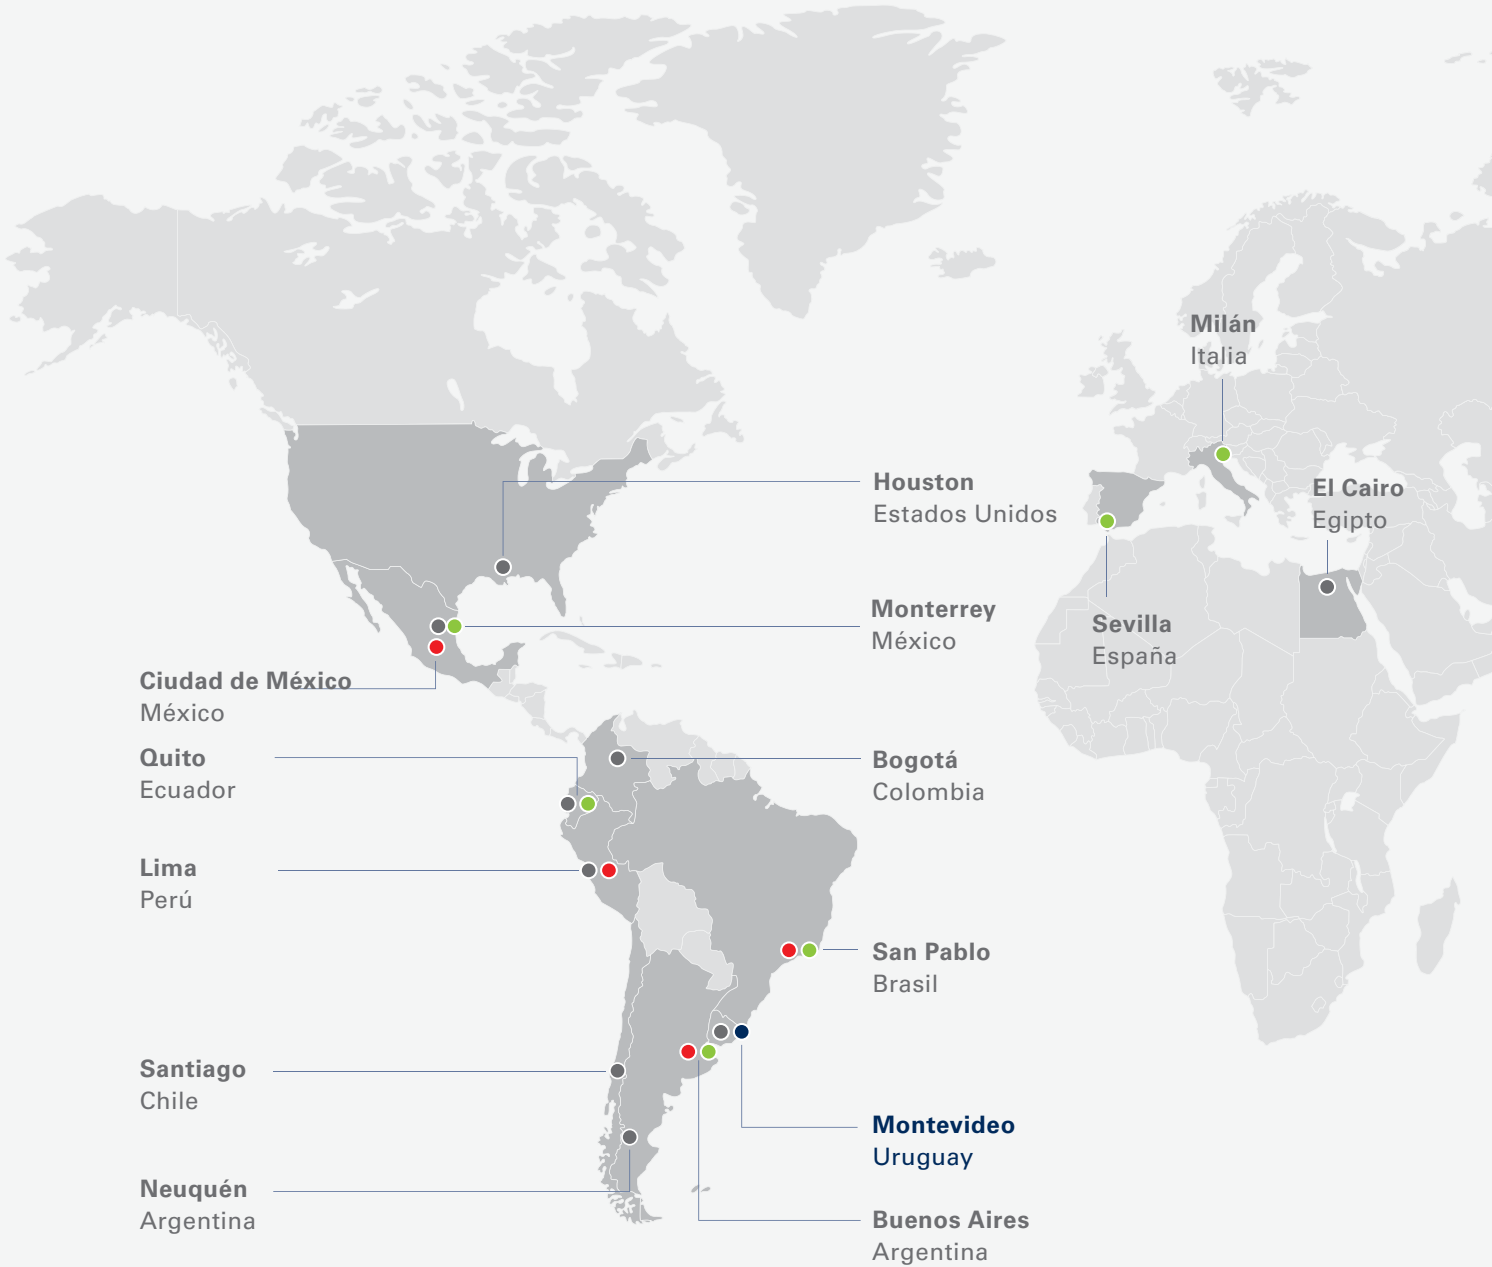 Milán
Italia
Houston
Estados Unidos
El Cairo
Egipto
Monterrey
México
Sevilla
España
Ciudad de México
México
Quito
Ecuador
Bogotá
Colombia
Lima
Perú
San Pablo
Brasil
Santiago
Chile
Montevideo
Uruguay
Neuquén
Argentina
Buenos Aires
Argentina